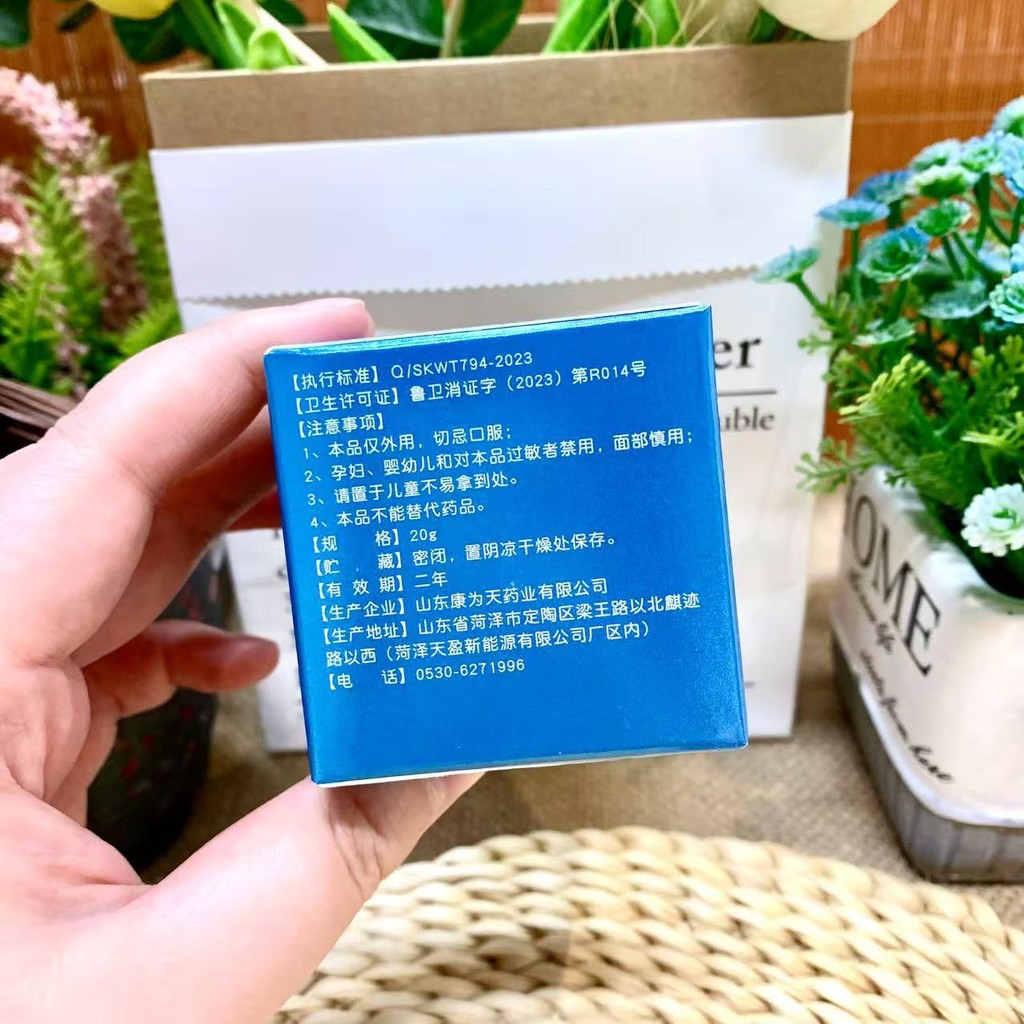 【执行标准】Q/SKWT794-2023
【卫生许可证】鲁卫消证字（2023）第R014号
【注意事项】
1、本品仅外用，切忌口服；
2、孕妇、婴幼儿和对本品过敏者禁用，面部慎用；
3、请置于儿童不易拿到处。
4、本品不能替代药品。
【规 格】20g
【贮 藏】密闭，置阴凉干燥处保存。
【有 效 期】二年
【生产企业】山东康为天药业有限公司
【生产地址】山东省菏泽市定陶区梁王路以北麒迹
路以西（菏泽天盈新能源有限公司厂区内）
【电 话】0530-6271996
er
uble
HOME